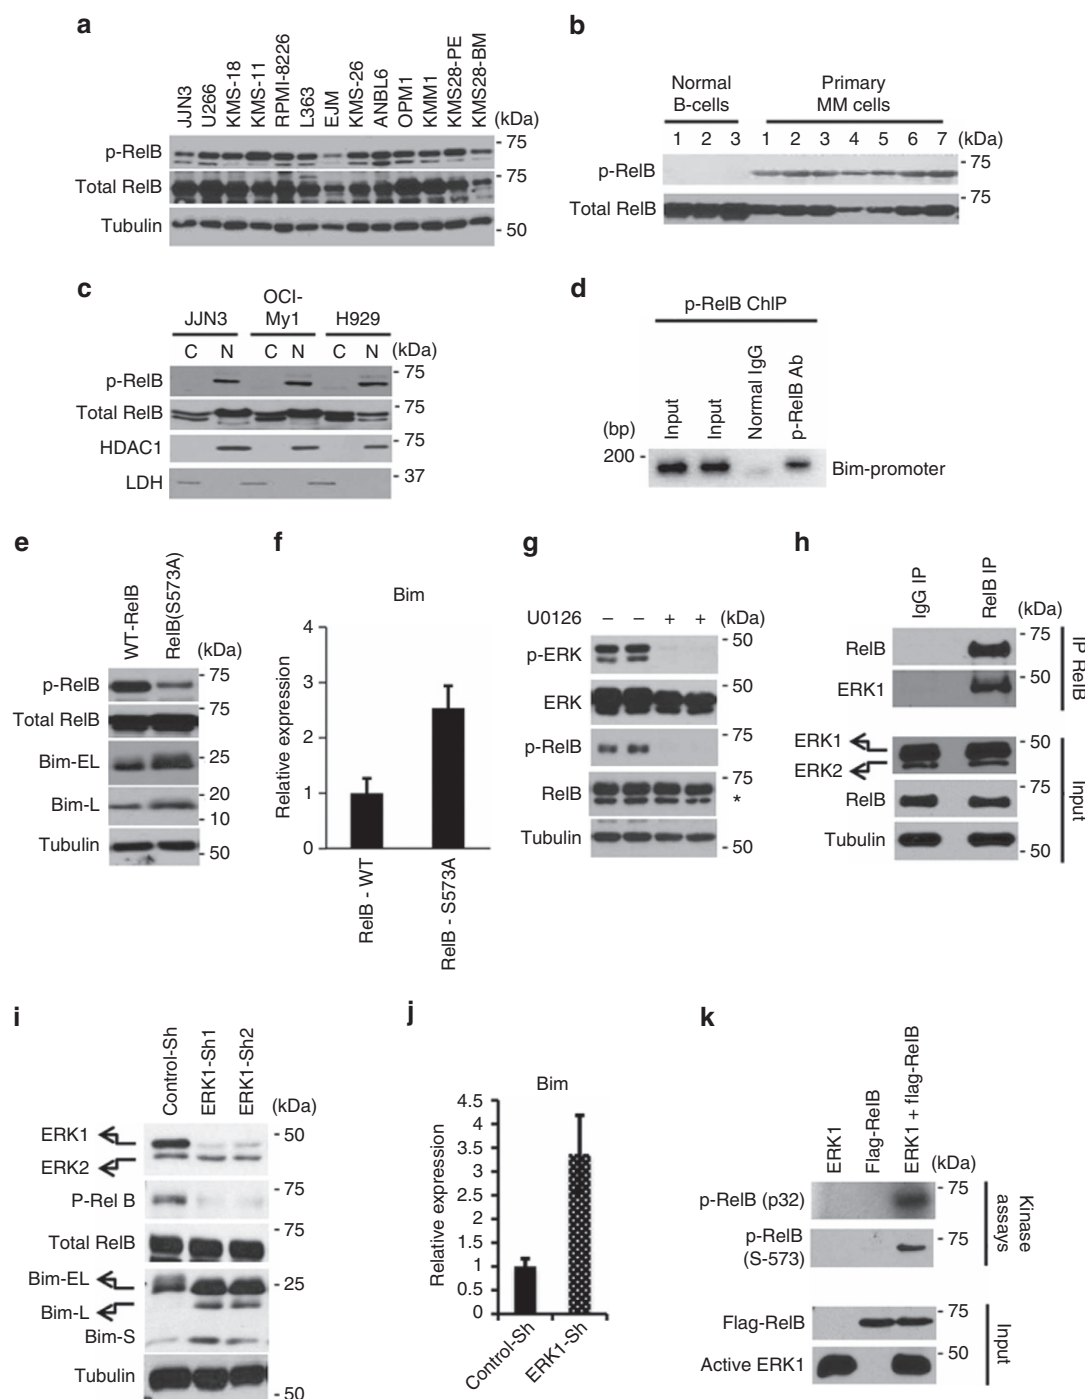 a
JJN3
U266
KMS-18
KMS-11
RPMI-8226
L363
EJM
KMS-26
ANBL6
OPM1
KMM1
KMS28-PE
KMS28-BM
(kDa)
p-RelB
- 75
Total RelB
- 75
Tubulin
- 50
b
Normal
B-cells
Primary
MM cells
1 2 3 1 2 3 4 5 6 7 (kDa)
p-RelB
- 75
Total RelB
- 75
c
JJN3
OCI-
My1
H929
C N C N C N (kDa)
p-RelB
- 75
Total RelB
- 75
HDAC1
- 75
LDH
- 37
d
p-RelB ChIP
Input
Input
Normal IgG
p-RelB Ab
(bp)
200 -
Bim-promoter
e
WT-RelB
RelB(S573A)
(kDa)
p-RelB
- 75
Total RelB
- 75
Bim-EL
- 25
Bim-L
- 20
- 10
Tubulin
- 50
f
Bim
Relative expression
4
3
2
1
0
RelB - WT
RelB - S573A
g
U0126 – – + + (kDa)
p-ERK
- 50
ERK
- 50
p-RelB
- 75
RelB
- 75
*
Tubulin
- 50
h
IgG IP
RelB IP
(kDa)
RelB
- 75
ERK1
- 50
IP RelB
ERK1
- 50
ERK2
RelB
- 75
Tubulin
- 50
Input
i
Control-Sh
ERK1-Sh1
ERK1-Sh2
(kDa)
ERK1
- 50
ERK2
P-Rel B
- 75
Total RelB
- 75
Bim-EL
- 25
Bim-L
Bim-S
Tubulin
- 50
j
Bim
Relative expression
4.5
4
3.5
3
2.5
2
1.5
1
0.5
0
Control-Sh
ERK1-Sh
k
ERK1
Flag-RelB
ERK1 + flag-RelB
(kDa)
p-RelB (p32)
- 75
p-RelB
(S-573)
- 75
Kinase
assays
Flag-RelB
- 75
Active ERK1
- 50
Input